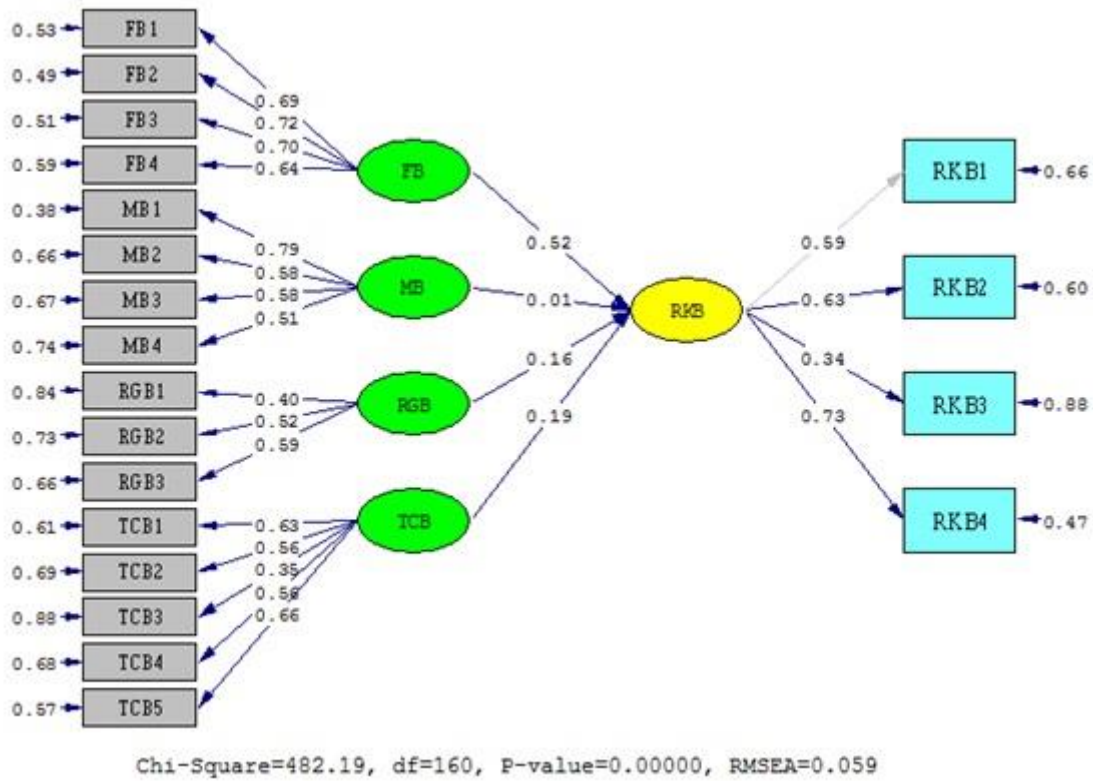 0.53 FB1
0.49 FB2
0.51 FB3
0.59 FB4
0.38 MB1
0.66 MB2
0.67 MB3
0.74 MB4
0.84 RGB1
0.73 RGB2
0.66 RGB3
0.61 TCB1
0.69 TCB2
0.88 TCB3
0.68 TCB4
0.57 TCB5
0.69
0.72
0.70
0.64
0.79
0.58
0.58
0.51
0.40
0.52
0.59
0.63
0.56
0.35
0.56
0.66
FB
MB
RGB
TCB
0.52
0.01
0.16
0.19
RKB
0.59
0.63
0.34
0.73
RKB1 0.66
RKB2 0.60
RKB3 0.88
RKB4 0.47
Chi-Square=482.19, df=160, P-value=0.00000, RMSEA=0.059